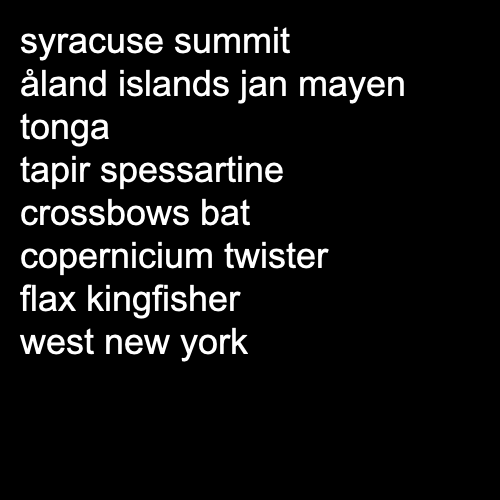 syracuse summit
åland islands jan mayen
tonga
tapir spessartine
crossbows bat
copernicium twister
flax kingfisher
west new york